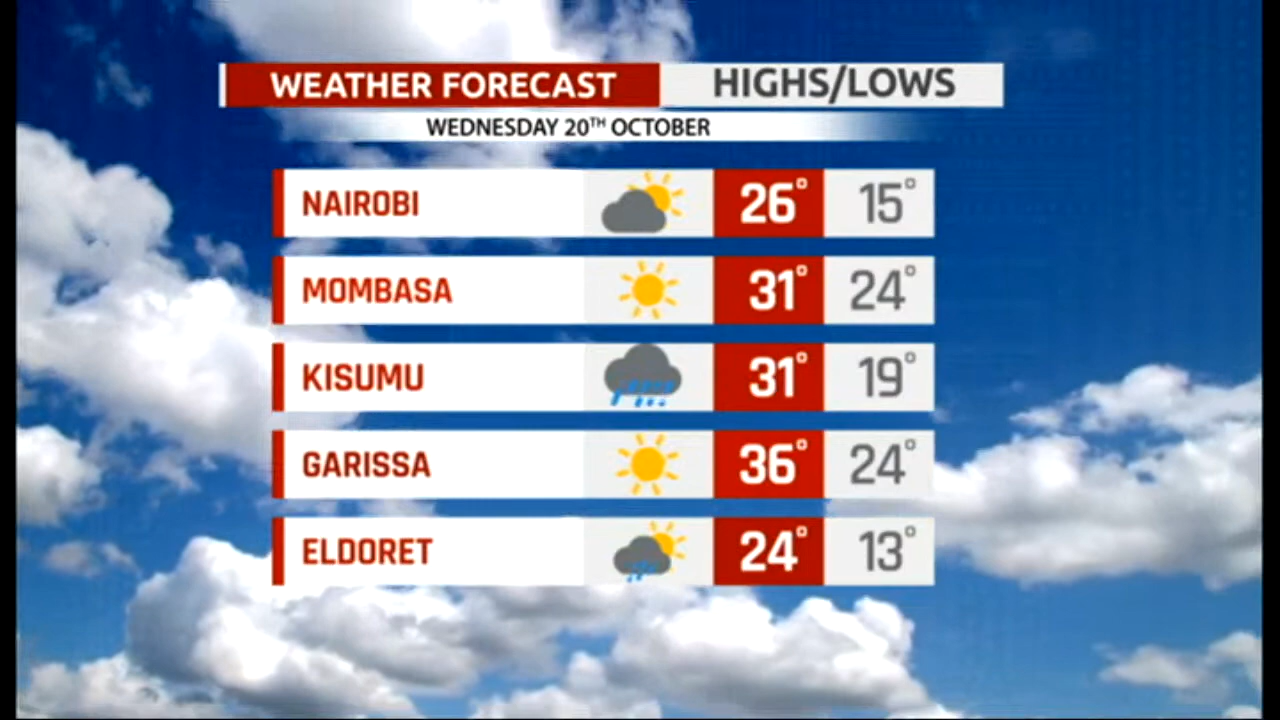 WEATHER FORECAST HIGHS/LOWS
WEDNESDAY 20TH OCTOBER
NAIROBI 26° 15°
MOMBASA 31° 24°
KISUMU 31° 19°
GARISSA 36° 24°
ELDORET 24° 13°